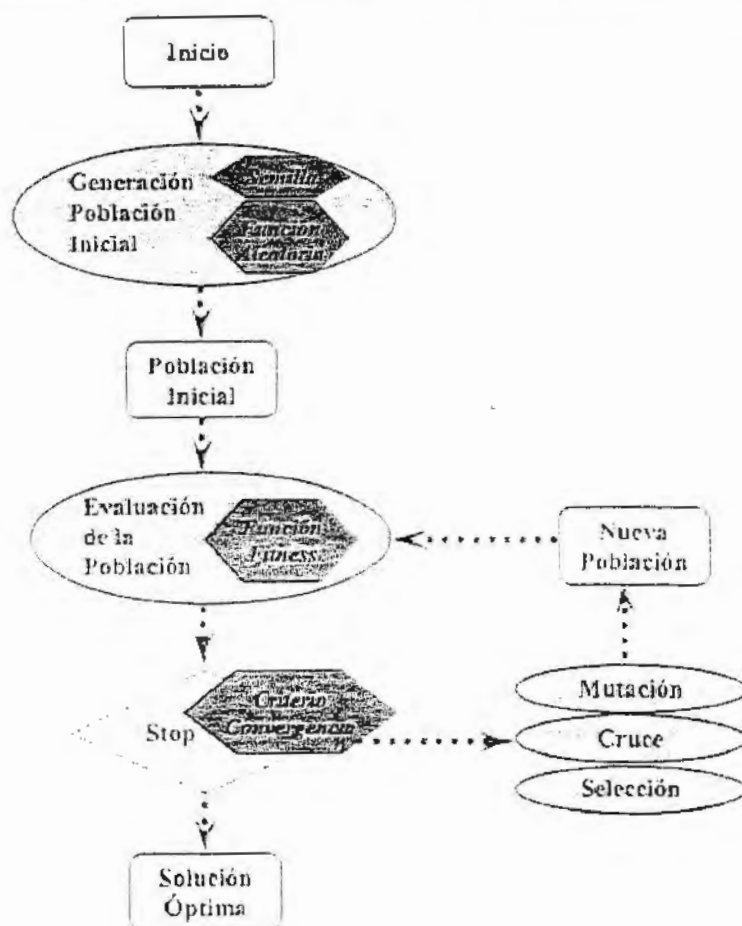 Inicio
Generación
Población
Inicial
Semilla
Función
Aleatoria
Población
Inicial
Evaluación
de la
Población
Función
Fitness
Nueva
Población
Stop
Criterio
Convergencia
Mutación
Cruce
Selección
Solución
Óptima